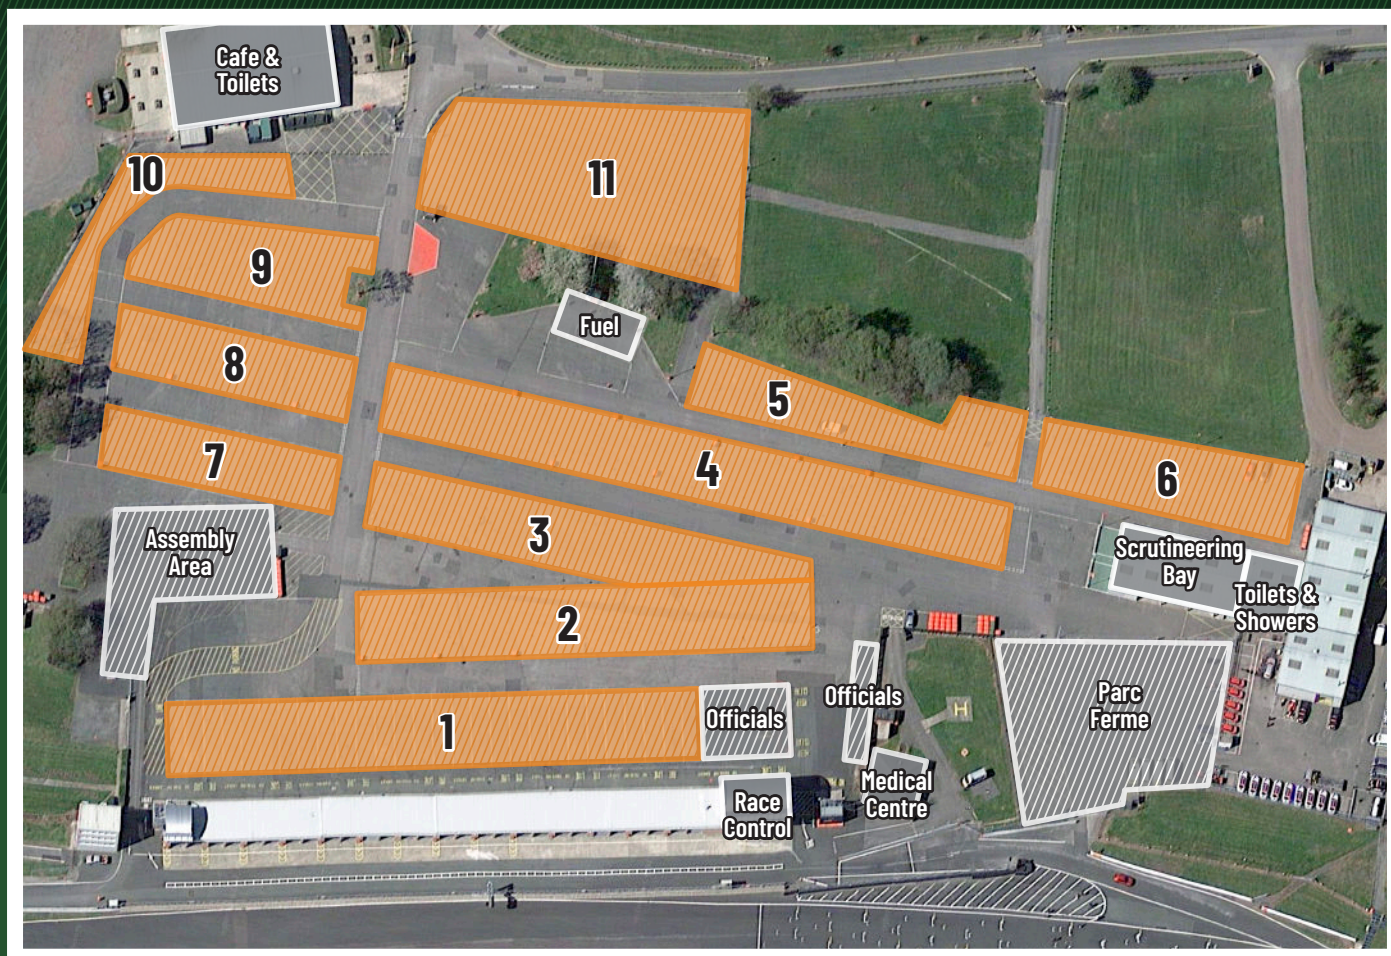 Cafe &
Toilets
10
11
9
Fuel
8
5
7
4
6
3
Assembly
Area
Scrutineering
Bay
Toilets &
Showers
2
Officials
Parc
Ferme
1
Officials
H
Medical
Centre
Race
Control